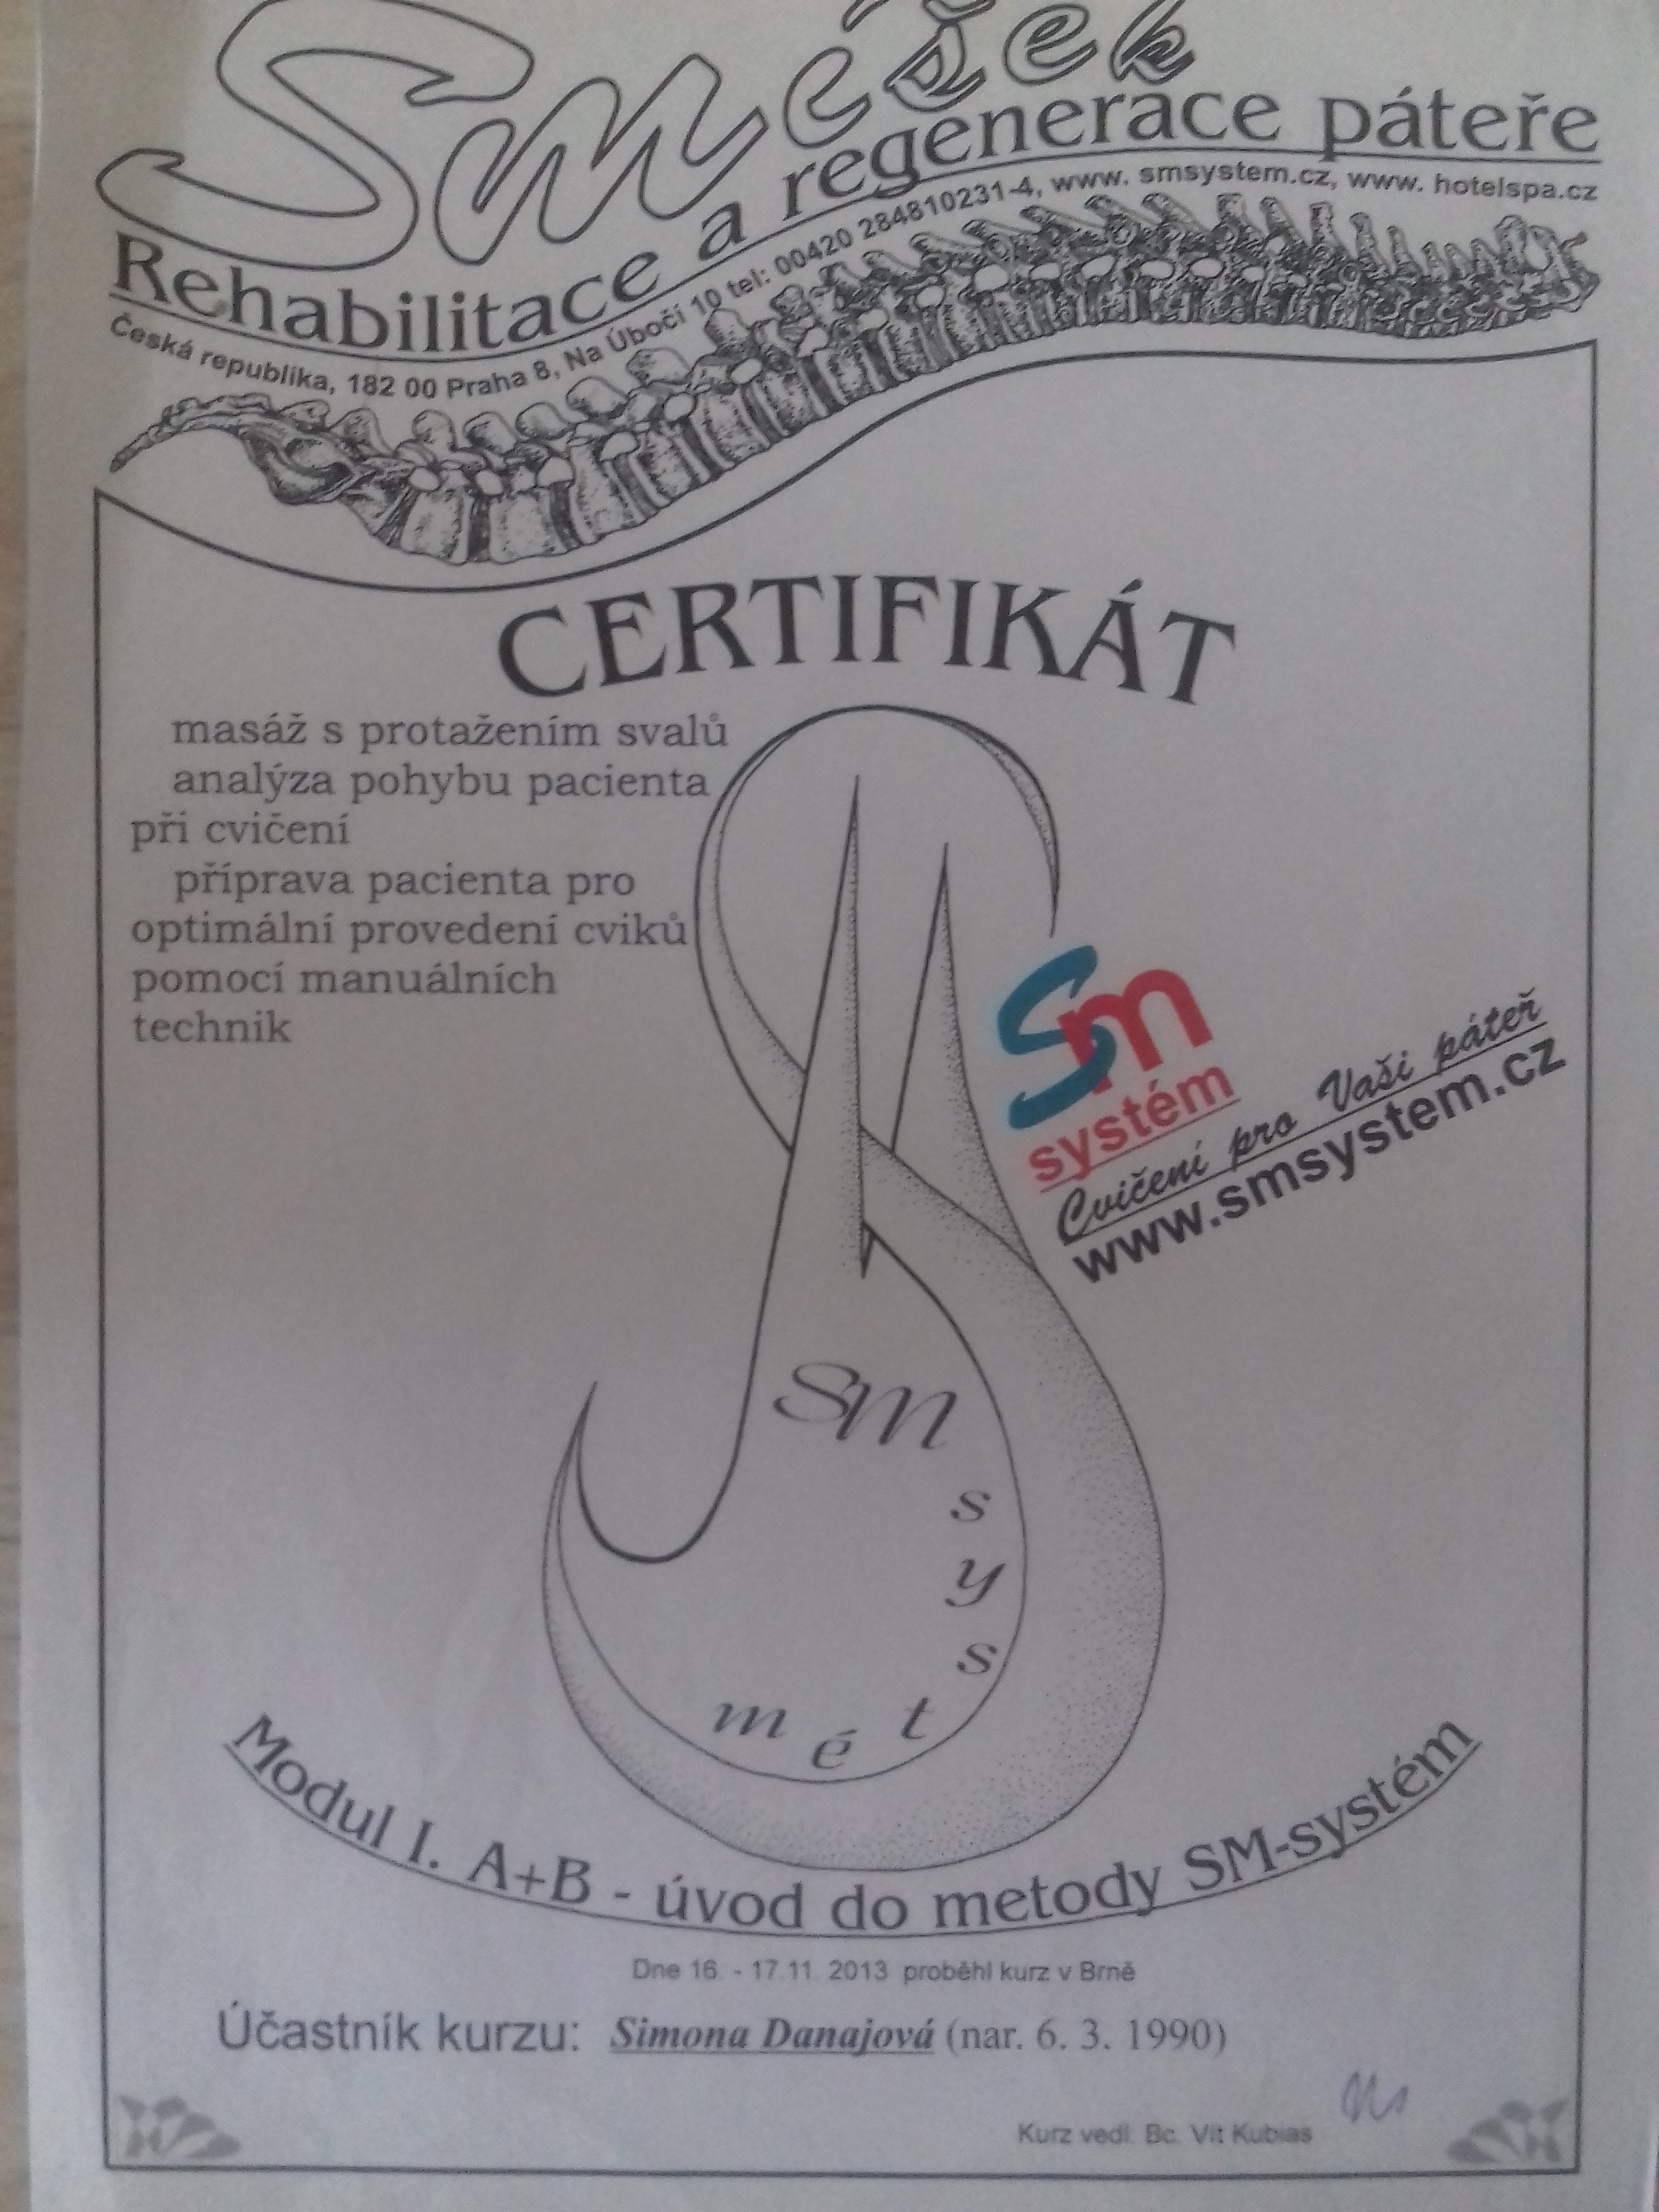 Smíšek
Rehabilitace a regenerace páteře
Česká republika, 182 00 Praha 8, Na Úbočí 10 tel: 00420 284810231-4, www. smsystem.cz, www. hotelspa.cz
CERTIFIKÁT
masáž s protažením svalů
analýza pohybu pacienta
při cvičení
příprava pacienta pro
optimální provedení cviků
pomocí manuálních
technik
Sm
systém
Cvičení pro Vaši páteř
www.smsystem.cz
SM
systém
Modul I. A+B - úvod do metody SM-systém
Dne 16. - 17.11. 2013 proběhl kurz v Brně
Účastník kurzu: Simona Danajová (nar. 6. 3. 1990)
Kurz vedl: Bc. Vít Kubias